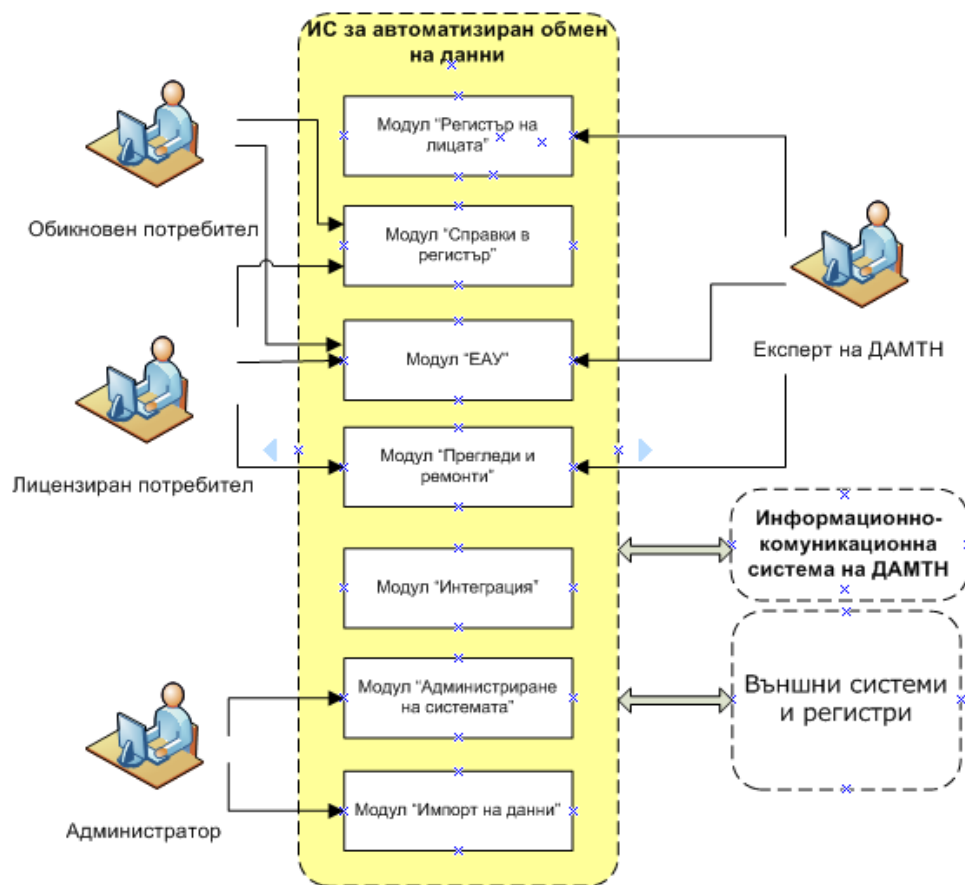 ИС за автоматизиран обмен
на данни
Модул “Регистър на
лицата”
Обикновен потребител
Модул “Справки в
регистър”
Модул “ЕАУ”
Експерт на ДАМТН
Лицензиран потребител
Модул “Прегледи и
ремонти”
Информационно-
комуникационна
система на ДАМТН
Модул “Интеграция”
Външни системи
и регистри
Модул “Администриране
на системата”
Администратор
Модул “Импорт на данни”